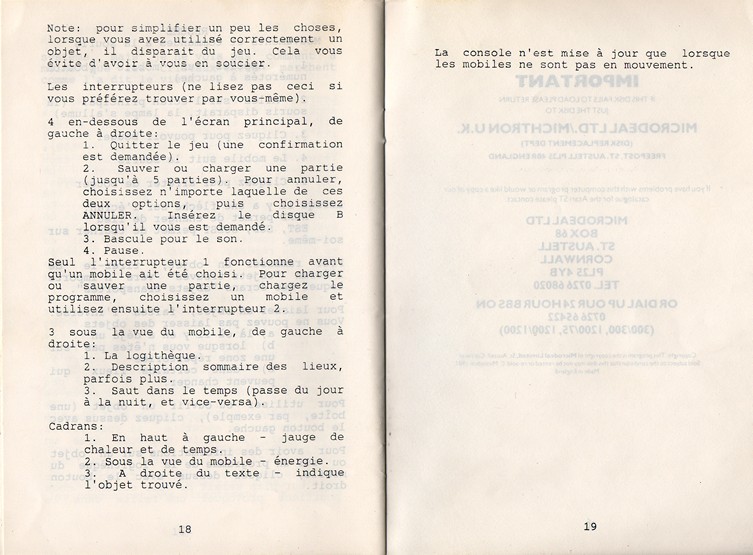 Note: pour simplifier un peu les choses,
lorsque vous avez utilisé correctement un
objet, il disparait du jeu. Cela vous
évite d'avoir à vous en soucier.
Les interrupteurs (ne lisez pas ceci si
vous préférez trouver par vous-même).
4 en-dessous de l'écran principal, de
gauche à droite:
1. Quitter le jeu (une confirmation
est demandée).
2. Sauver ou charger une partie
(jusqu'à 5 parties). Pour annuler,
choisissez n'importe laquelle de ces
deux options, puis choisissez
ANNULER. Insérez le disque B
lorsqu'il vous est demandé.
3. Bascule pour le son.
4. Pause.
Seul l'interrupteur 1 fonctionne avant
qu'un mobile ait été choisi. Pour charger
ou sauver une partie, chargez le
programme, choisissez un mobile et
utilisez ensuite l'interrupteur 2.
3 sous la vue du mobile, de gauche à
droite:
1. La logithèque.
2. Description sommaire des lieux,
parfois plus.
3. Saut dans le temps (passe du jour
à la nuit, et vice-versa).
Cadrans:
1. En haut à gauche - jauge de
chaleur et de temps.
2. Sous la vue du mobile - énergie.
3. A droite du texte - indique
l'objet trouvé.
18
La console n'est mise à jour que lorsque
les mobiles ne sont pas en mouvement.
19